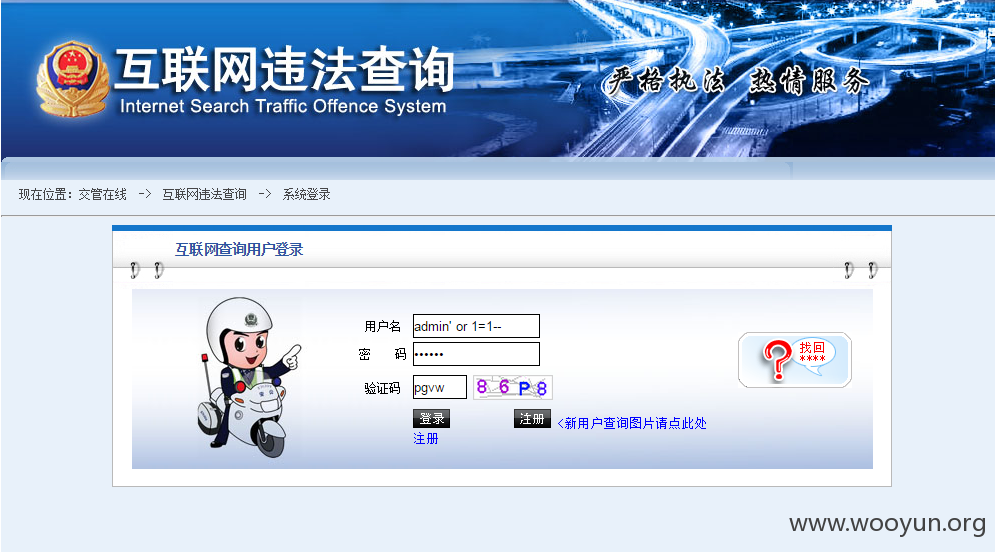 互联网违法查询
Internet Search Traffic Offence System
严格执法 热情服务
现在位置：交管在线 -> 互联网违法查询 -> 系统登录
互联网查询用户登录
用户名 admin' or 1=1--
密 码 ••••••
验证码 pgvw 8 6 P 8
找回
****
登录 注册 <新用户查询图片请点此处
注册
www.wooyun.org